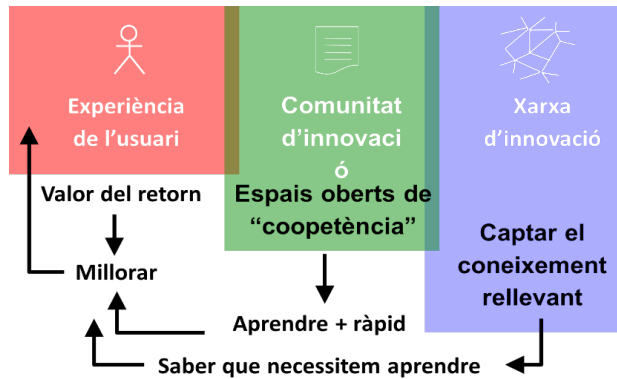 Experiència
de l’usuari
Comunitat
d’innovaci
ó
Xarxa
d’innovació
Valor del retorn
Espais oberts de
“coopetència”
Captar el
coneixement
rellevant
Millorar
Aprendre + ràpid
Saber que necessitem aprendre